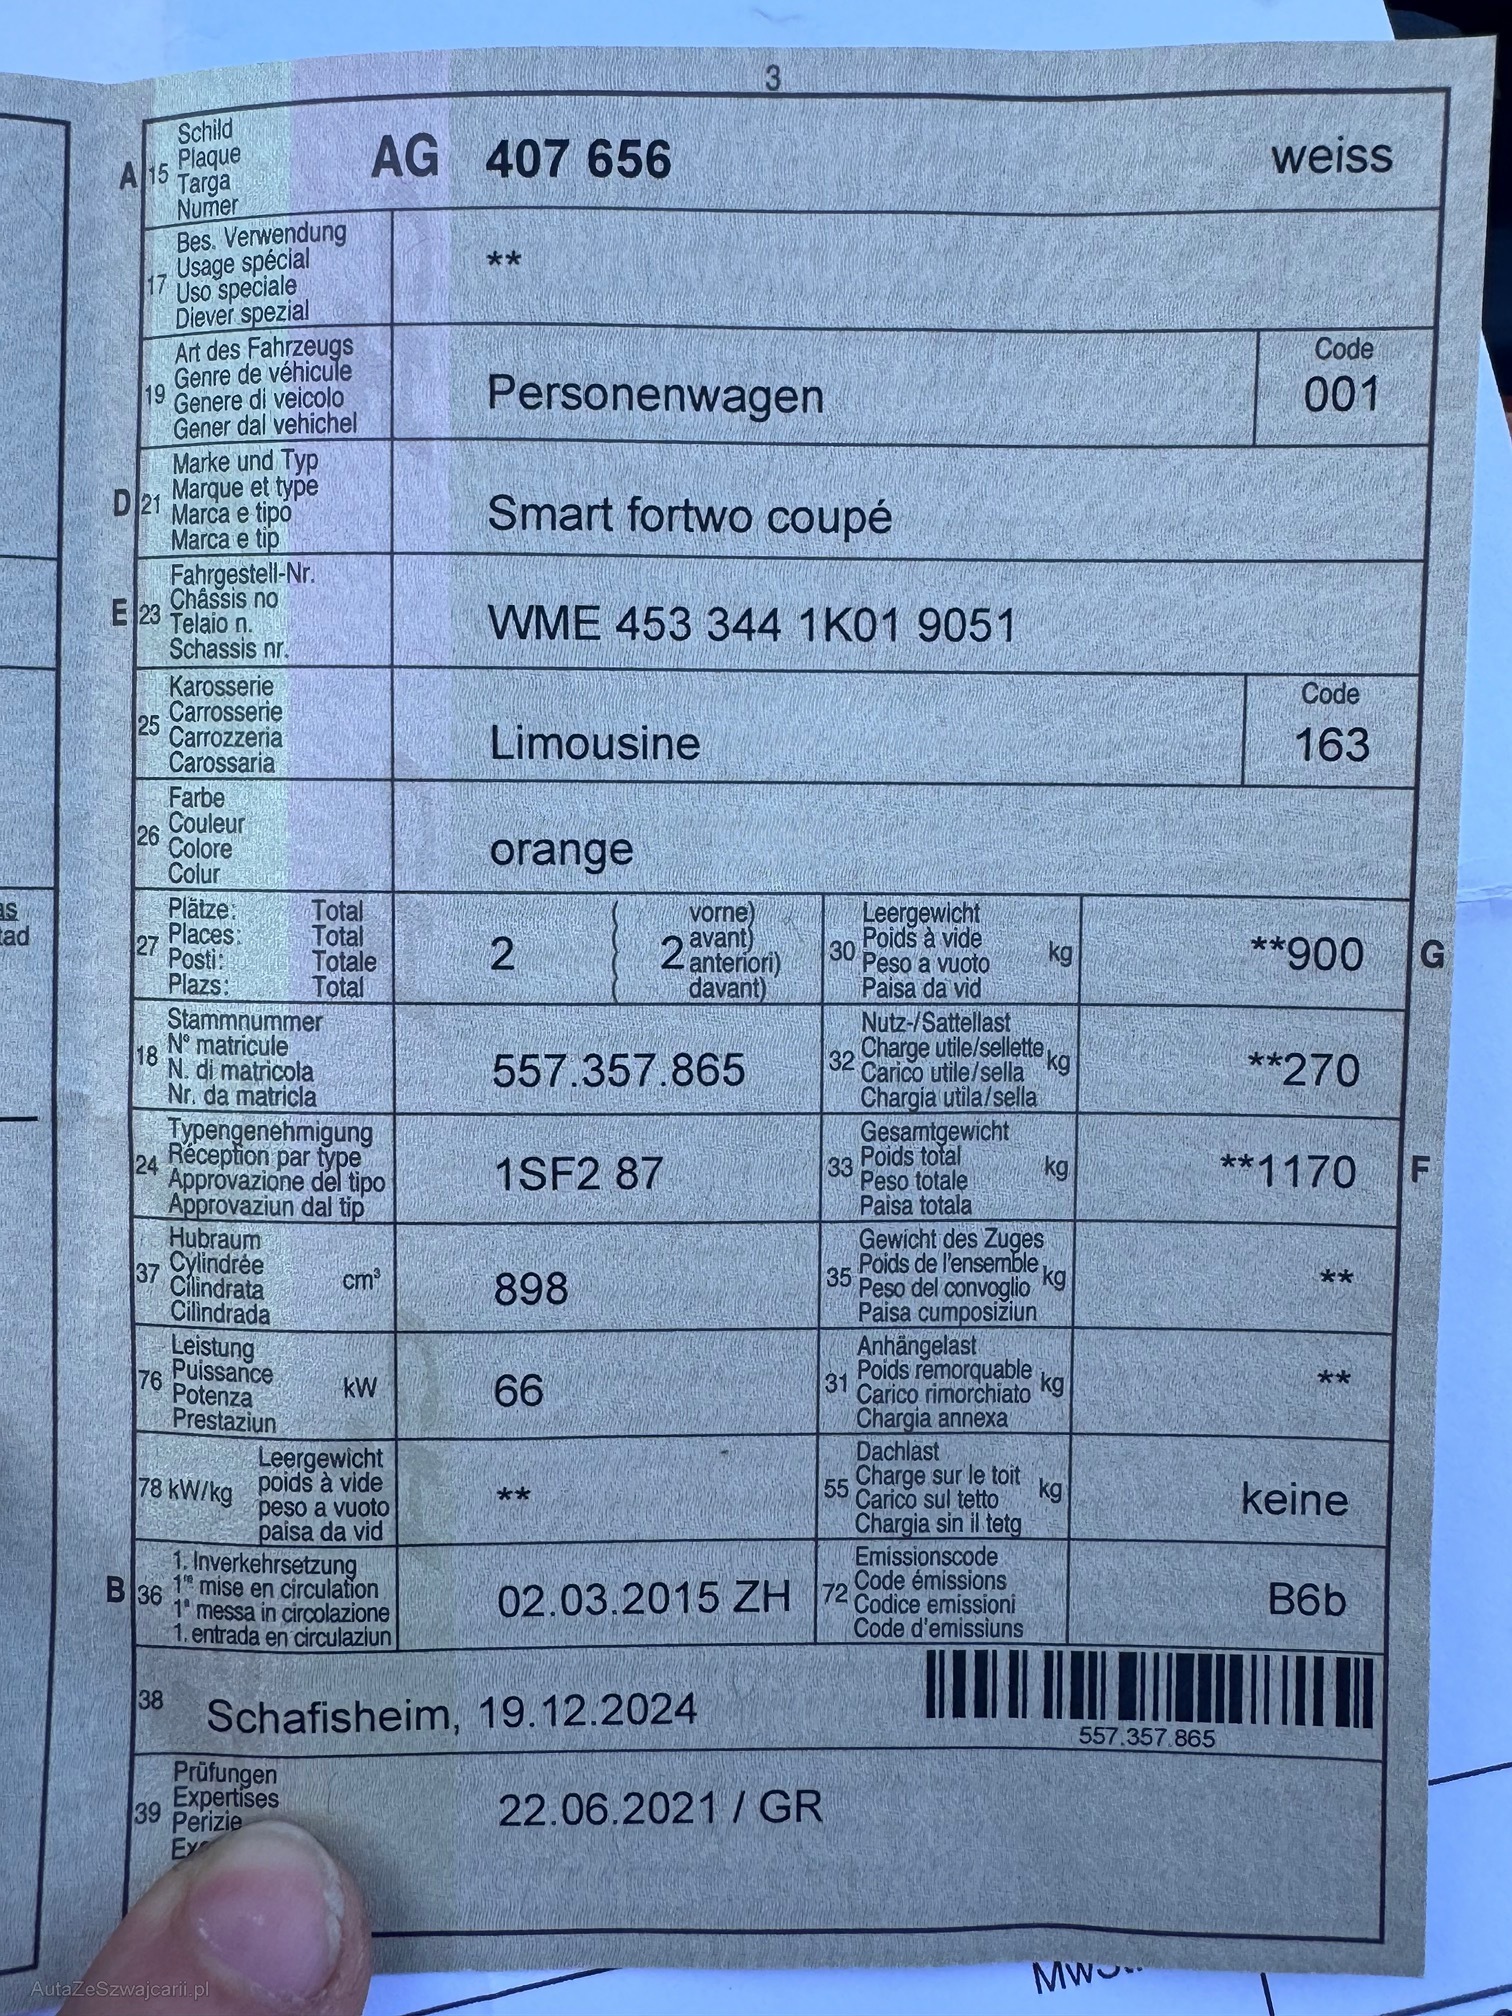 3
A 15 Schild Plaque Targa Numer AG 407 656 weiss
17 Bes. Verwendung Usage spécial Uso speciale Diever spezial **
19 Art des Fahrzeugs Genre de véhicule Genere di veicolo Gener dal vehichel Personenwagen Code 001
D 21 Marke und Typ Marque et type Marca e tipo Marca e tip Smart fortwo coupé
E 23 Fahrgestell-Nr. Châssis no Telaio n. Schassis nr. WME 453 344 1K01 9051
25 Karosserie Carrosserie Carrozzeria Carossaria Limousine Code 163
26 Farbe Couleur Colore Colur orange
27 Plätze: Total Places: Total Posti: Totale Plazs: Total 2 2 vorne) avant) anteriori) davant) 30 Leergewicht Poids à vide Peso a vuoto Paisa da vid kg **900 G
18 Stammnummer N° matricule N. di matricola Nr. da matricla 557.357.865 32 Nutz-/Sattellast Charge utile/sellette Carico utile/sella Chargia utila/sella kg **270
24 Typengenehmigung Réception par type Approvazione del tipo Approvaziun dal tip 1SF2 87 33 Gesamtgewicht Poids total Peso totale Paisa totala kg **1170 F
37 Hubraum Cylindrée Cilindrata Cilindrada cm³ 898 35 Gewicht des Zuges Poids de l'ensemble Peso del convoglio Paisa cumposiziun kg **
76 Leistung Puissance Potenza Prestaziun kW 66 31 Anhängelast Poids remorquable Carico rimorchiato Chargia annexa kg **
78 kW/kg Leergewicht poids à vide peso a vuoto paisa da vid ** 55 Dachlast Charge sur le toit Carico sul tetto Chargia sin il tetg kg keine
B 36 1. Inverkehrsetzung 1re mise en circulation 1a messa in circolazione 1. entrada en circulaziun 02.03.2015 ZH 72 Emissionscode Code émissions Codice emissioni Code d'emissiuns B6b
38 Schafisheim, 19.12.2024 557.357.865
39 Prüfungen Expertises Perizie 22.06.2021 / GR
AutaZeSzwajcarii.pl